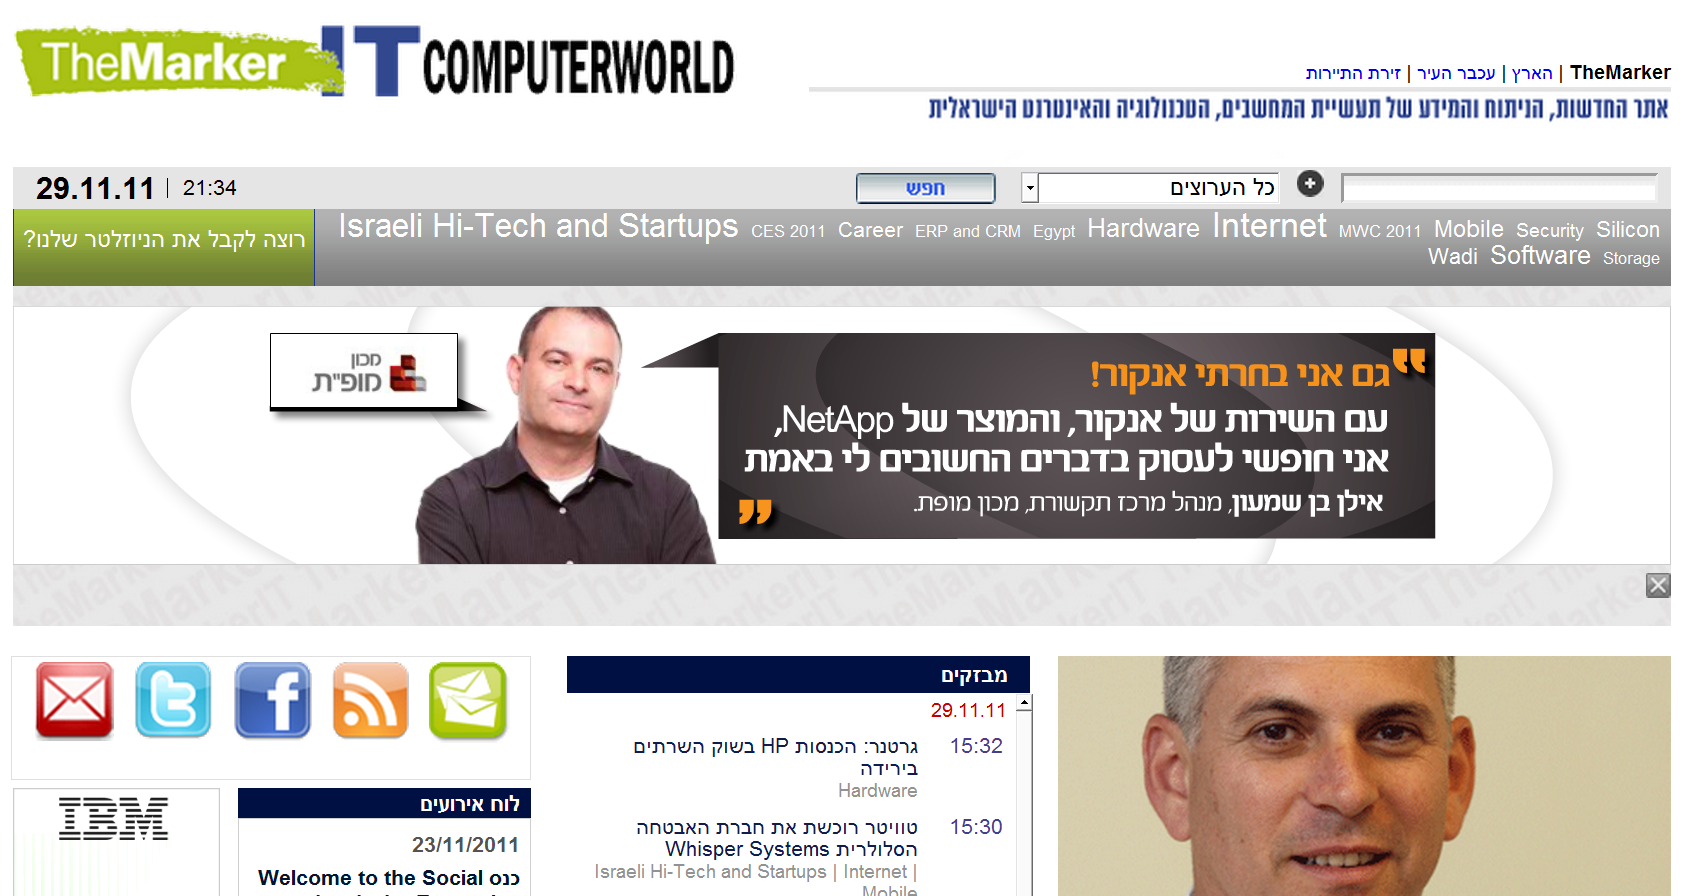 TheMarker IT COMPUTERWORLD
TheMarker | הארץ | עכבר העיר | זירת התיירות
אתר החדשות, הניתוח והמידע של תעשיית המחשבים, הטכנולוגיה והאינטרנט הישראלית
29.11.11 | 21:34
כל הערוצים
חפש
רוצה לקבל את הניוזלטר שלנו?
Israeli Hi-Tech and Startups CES 2011 Career ERP and CRM Egypt Hardware Internet MWC 2011 Mobile Security Silicon
Wadi Software Storage
מכון
מופ"ת
"גם אני בחרתי אנקור!
עם השירות של אנקור, והמוצר של NetApp,
אני חופשי לעסוק בדברים החשובים לי באמת"
אילן בן שמעון, מנהל מרכז תקשורת, מכון מופת.
מבזקים
29.11.11
15:32 גרטנר: הכנסות HP בשוק השרתים
בירידה
Hardware
15:30 טוויטר רוכשת את חברת האבטחה
הסלולרית Whisper Systems
Israeli Hi-Tech and Startups | Internet |
Mobile
IBM
לוח אירועים
23/11/2011
כנס Welcome to the Social